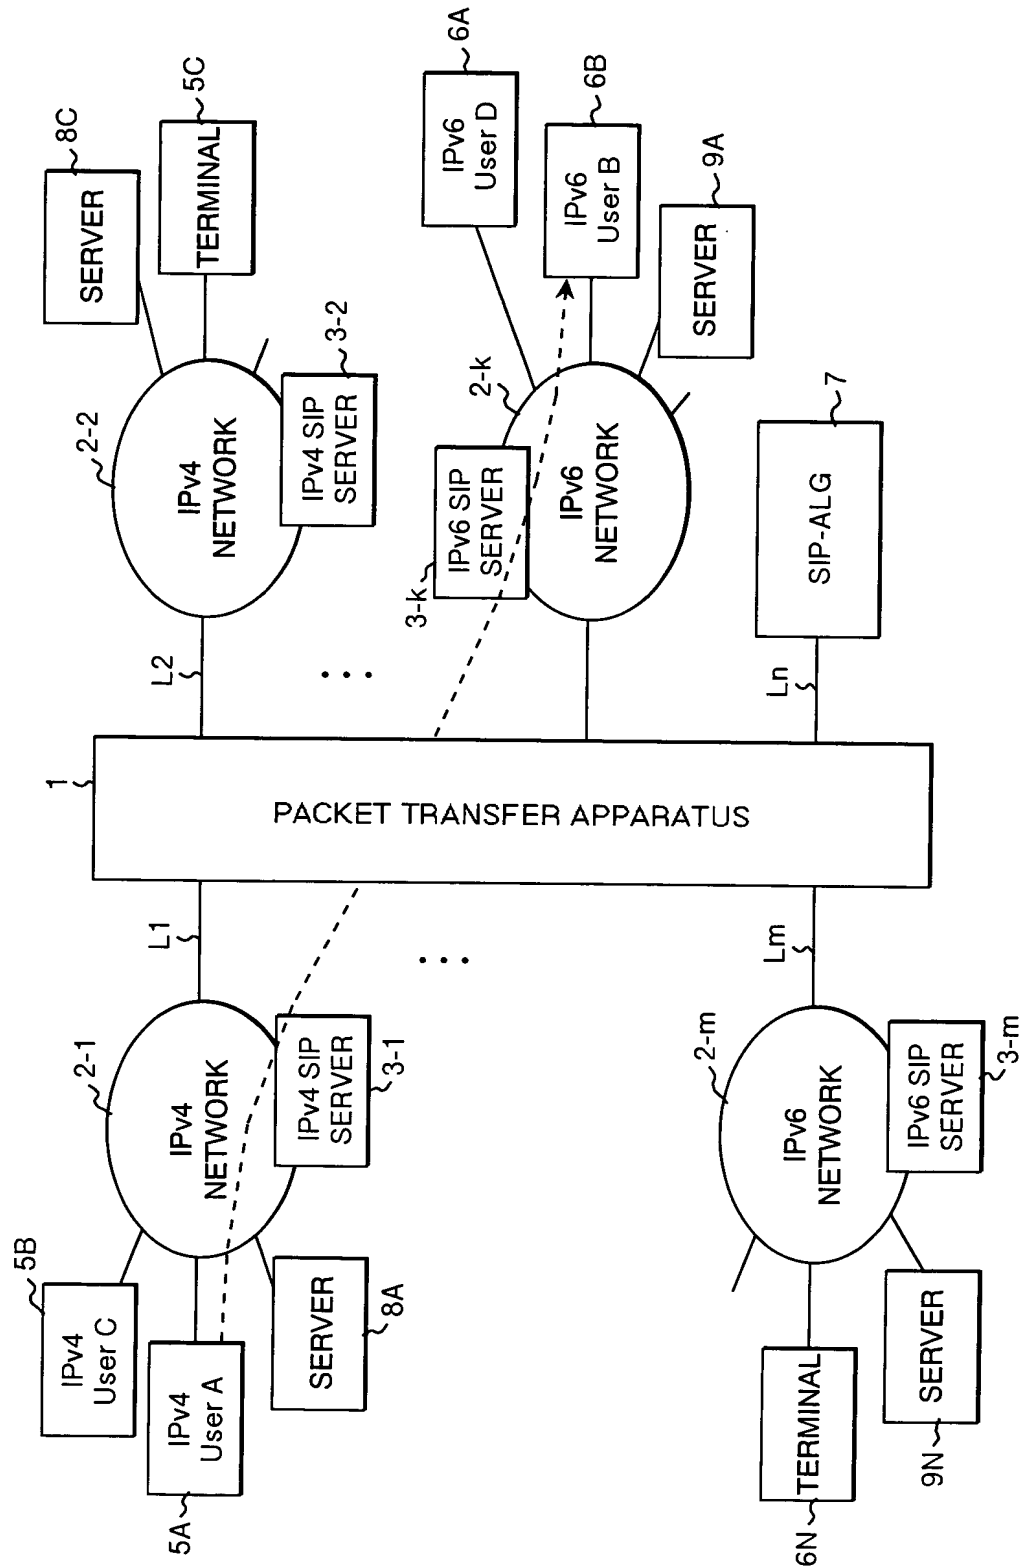 5B
IPv4
User C
5A
IPv4
User A
SERVER
8A
2-1
IPv4
NETWORK
IPv4 SIP
SERVER
3-1
L1
6N
TERMINAL
9N
SERVER
2-m
IPv6
NETWORK
IPv6 SIP
SERVER
3-m
Lm
...
1
PACKET TRANSFER APPARATUS
L2
...
Ln
2-2
IPv4
NETWORK
IPv4 SIP
SERVER
3-2
SERVER
8C
TERMINAL
5C
3-k
IPv6 SIP
SERVER
2-k
IPv6
NETWORK
IPv6
User D
6A
IPv6
User B
6B
SERVER
9A
SIP-ALG
7